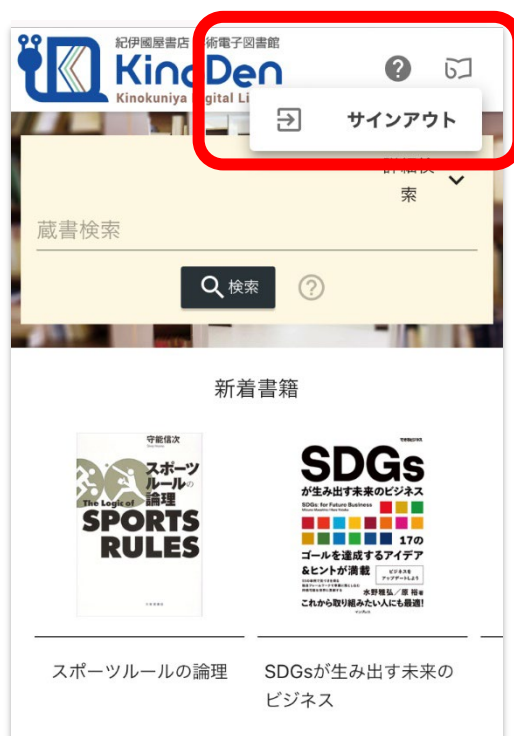 紀伊國屋書店 学術電子図書館
KinoDen
Kinokuniya Digital Li
サインアウト
詳細検
索
蔵書検索
検索
新着書籍
守能信次
スポーツ
ルールの
論理
The Logic of
SPORTS
RULES
SDGs
が生み出す未来のビジネス
SDGs: for Future Business
17の
ゴールを達成するアイデア
&ヒントが満載
ビジネスを
アップデートしよう
水野雅弘/原 裕著
これから取り組みたい人にも最適!
スポーツルールの論理
SDGsが生み出す未来の
ビジネス